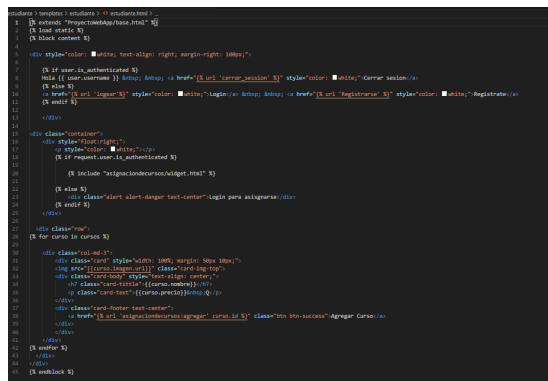 estudiante > templates > estudiante > estudiante.html > ...
1 {% extends "ProyectoWebApp/base.html" %}
2 {% load static %}
3 {% block content %}
4
5 <div style="color: white; text-align: right; margin-right: 100px;">
6
7 {% if user.is_authenticated %}
8 Hola {{ user.username }} &nbsp; &nbsp; <a href="{% url 'cerrar_session' %}" style="color: white;">Cerrar sesion</a>
9 {% else %}
10 <a href="{% url 'logear'%}" style="color: white;">Login</a> &nbsp; &nbsp; <a href="{% url 'Registrarse' %}" style="color: white;">Registrate</a>
11 {% endif %}
12
13 </div>
14
15 <div class="container">
16 <div style="float:right;">
17 <p style="color: white;"></p>
18 {% if request.user.is_authenticated %}
19
20 {% include "asignaciondecursos/widget.html" %}
21
22 {% else %}
23 <div class="alert alert-danger text-center">Login para asisgnarse</div>
24 {% endif %}
25 </div>
26
27 <div class="row">
28 {% for curso in cursos %}
29
30 <div class="col-md-3">
31 <div class="card" style="width: 100%; margin: 50px 10px;">
32 <img src="{{curso.imagen.url}}" class="card-img-top">
33 <div class="card-body" style="text-align: center;">
34 <h7 class="card-tittle">{{curso.nombre}}</h7>
35 <p class="card-text">{{curso.precio}}&nbsp;Q</p>
36 </div>
37 <div class="card-footer text-center">
38 <a href="{% url 'asignaciondecursos:agregar' curso.id %}" class="btn btn-success">Agregar Curso</a>
39 </div>
40 </div>
41 </div>
42 {% endfor %}
43 </div>
44 </div>
45 {% endblock %}